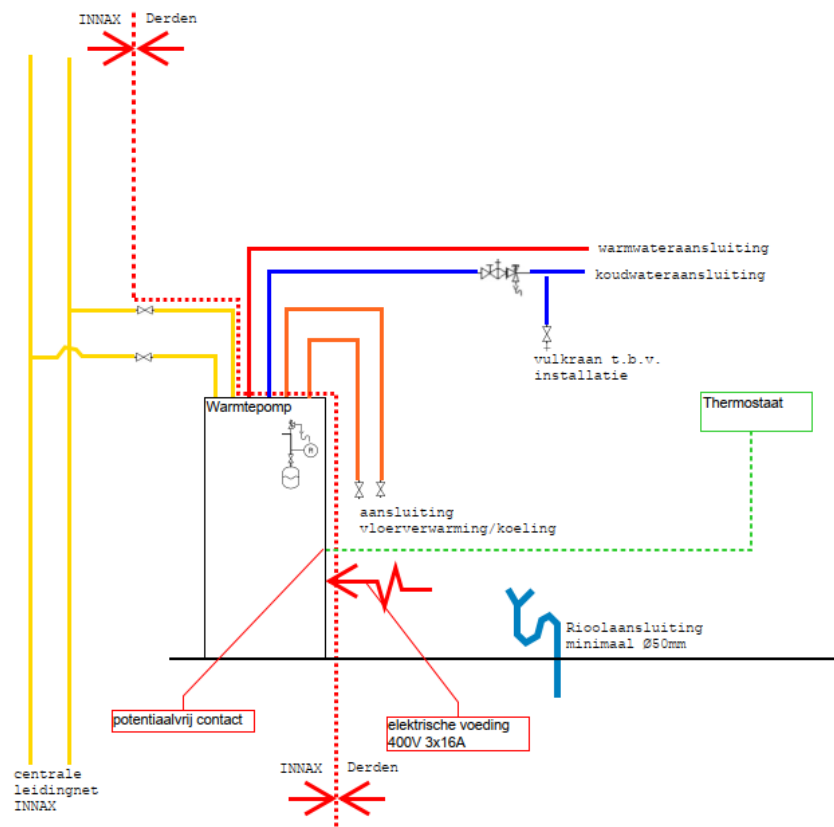 INNAX Derden
warmwateraansluiting
koudwateraansluiting
vulkraan t.b.v.
installatie
Warmtepomp
Thermostaat
aansluiting
vloerverwarming/koeling
Rioolaansluiting
minimaal Ø50mm
potentiaalvrij contact
elektrische voeding
400V 3x16A
INNAX Derden
centrale
leidingnet
INNAX